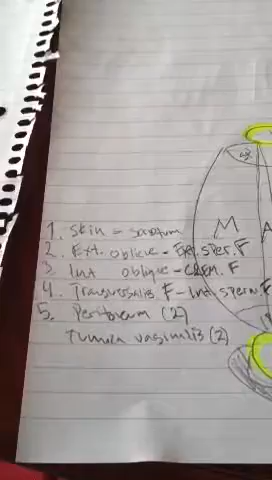 1. Skin - scrotum
2. Ext. oblique - Ext. sper. F
3. Int oblique - CREM. F
4. Transversalis F - Int. sperm. F
5. Peritoneum (2)
Tunica vaginalis (2)
M